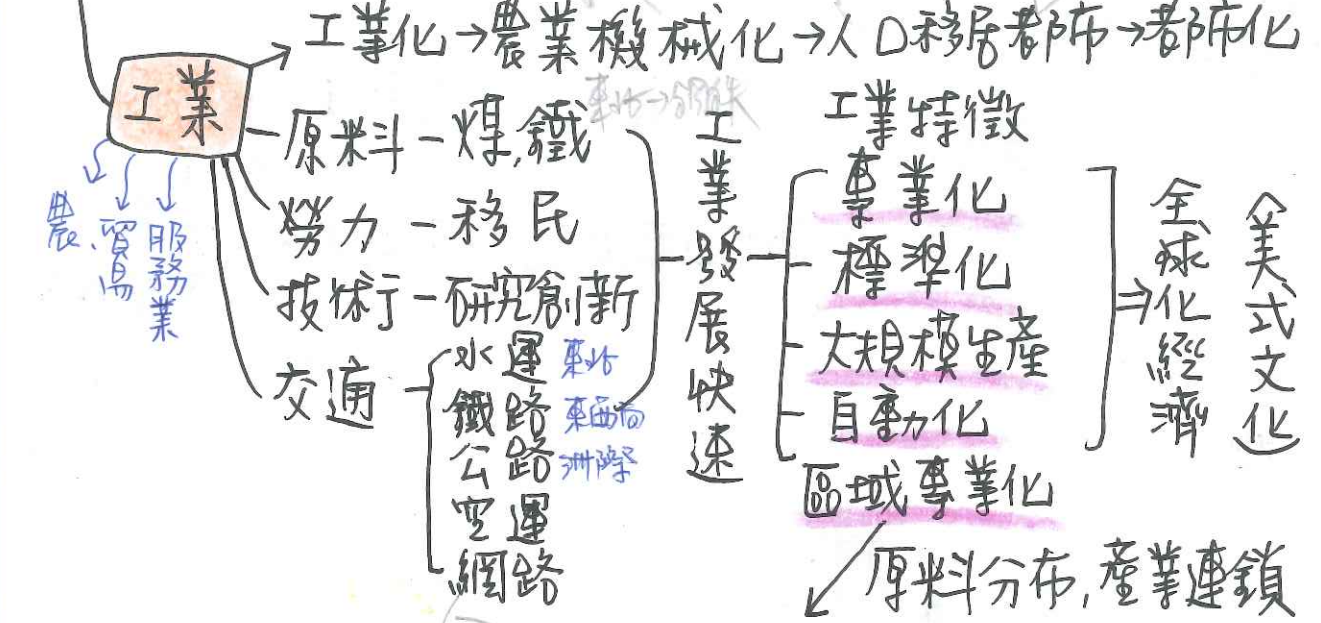 工業化→農業機械化→人口移居都市→都市化
工業
農、貿易
服務業
原料－煤,鐵
勞力－移民
技術－研究創新
交通
水運 東北
鐵路 東西向
公路 洲際
空運
網路
工業發展快速
工業特徵
專業化
標準化
大規模生產
自動化
區域專業化
原料分布,產業連鎖
⇒全球化經濟
美式文化